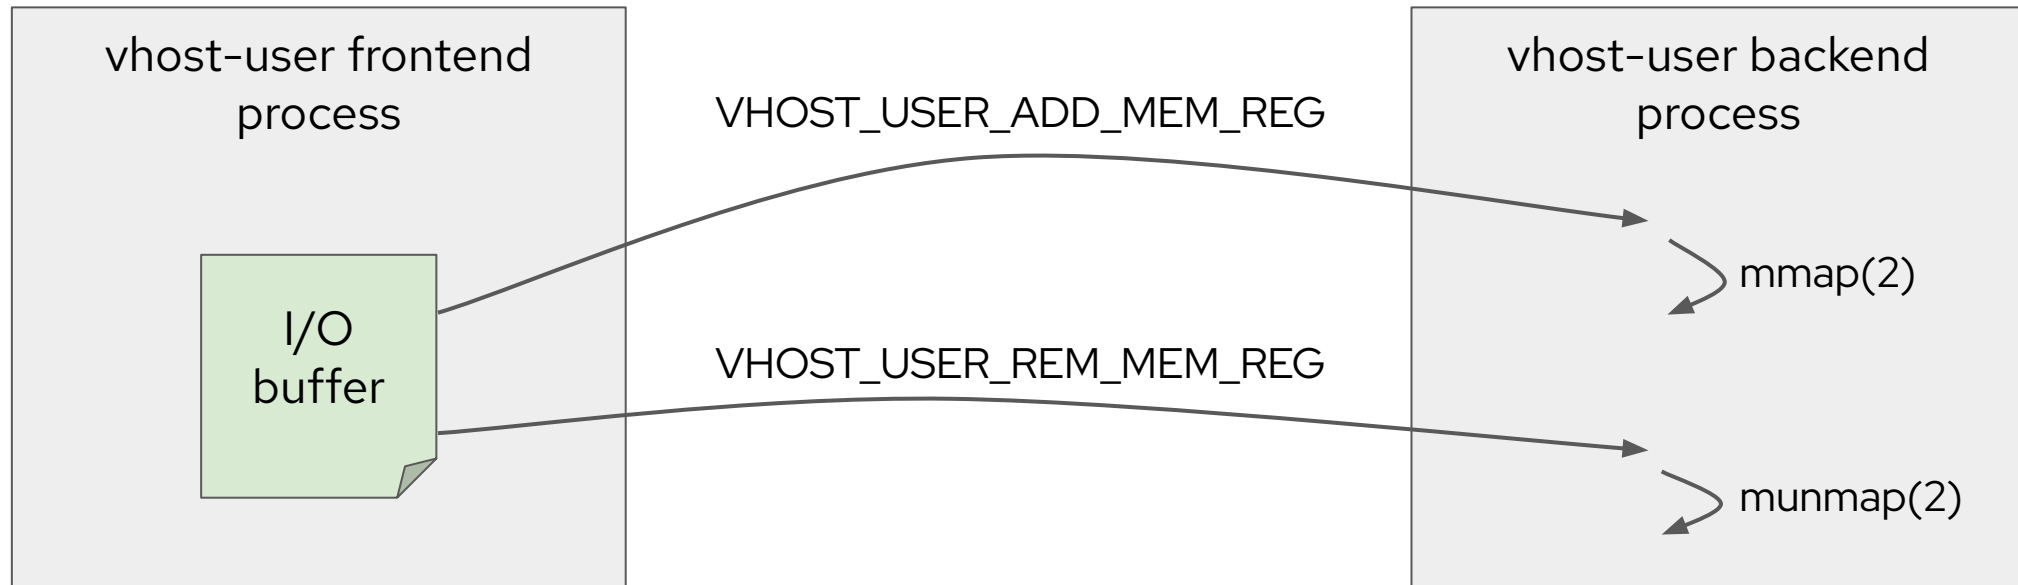 vhost-user frontend
process
VHOST_USER_ADD_MEM_REG
vhost-user backend
process
I/O
buffer
mmap(2)
VHOST_USER_REM_MEM_REG
munmap(2)